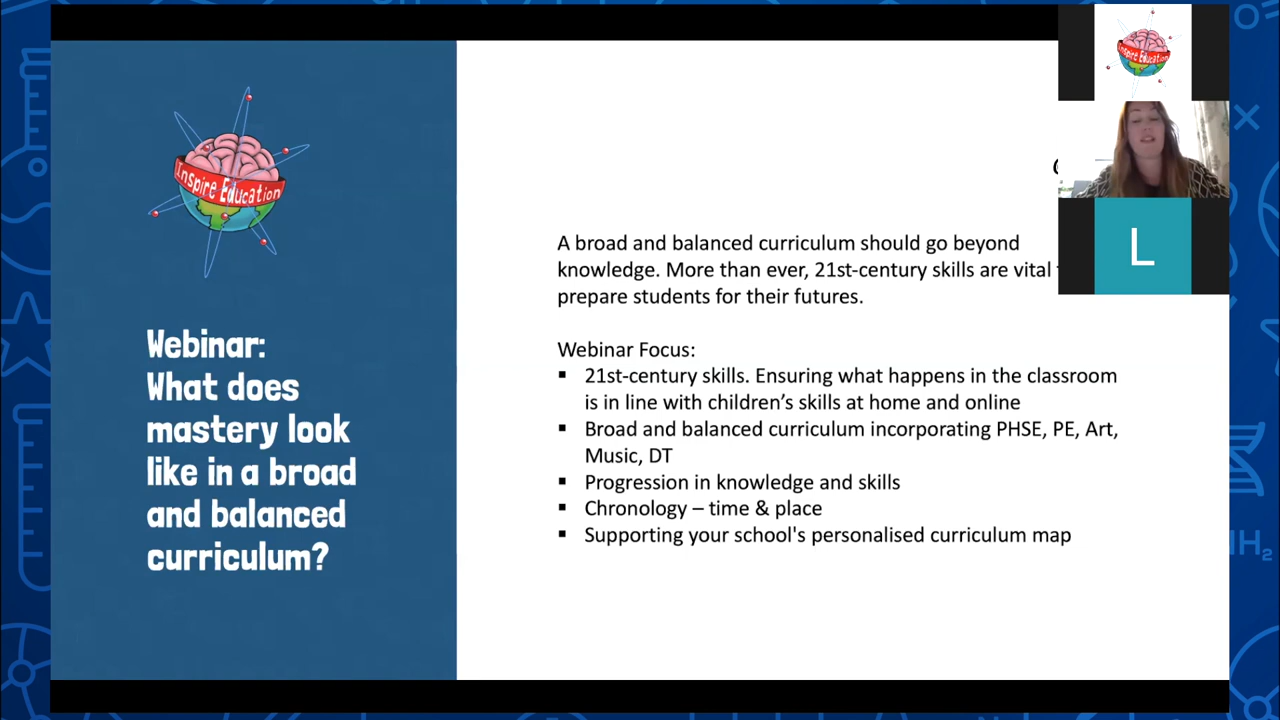 Inspire Education
Webinar:
What does
mastery look
like in a broad
and balanced
curriculum?
A broad and balanced curriculum should go beyond
knowledge. More than ever, 21st-century skills are vital
prepare students for their futures.
Webinar Focus:
▪ 21st-century skills. Ensuring what happens in the classroom
is in line with children’s skills at home and online
▪ Broad and balanced curriculum incorporating PHSE, PE, Art,
Music, DT
▪ Progression in knowledge and skills
▪ Chronology – time & place
▪ Supporting your school's personalised curriculum map
Inspire Education
L
H₂